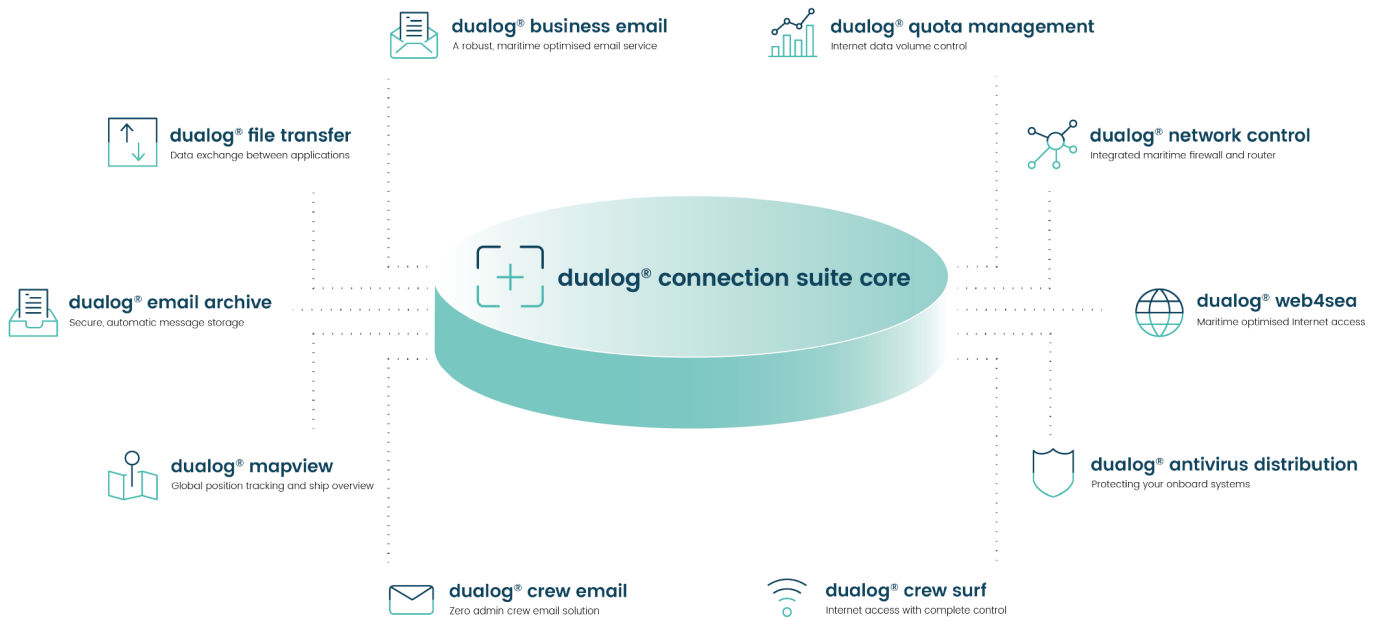 dualog® business email
A robust, maritime optimised email service
dualog® quota management
Internet data volume control
dualog® file transfer
Data exchange between applications
dualog® network control
Integrated maritime firewall and router
dualog® connection suite core
dualog® email archive
Secure, automatic message storage
dualog® web4sea
Maritime optimised Internet access
dualog® mapview
Global position tracking and ship overview
dualog® antivirus distribution
Protecting your onboard systems
dualog® crew email
Zero admin crew email solution
dualog® crew surf
Internet access with complete control